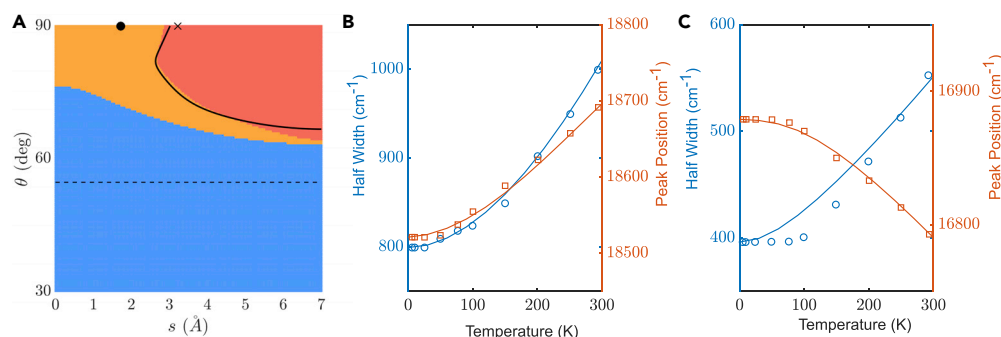 A
90
60
30
θ (deg)
0 1 2 3 4 5 6 7
s (Å)
B
1000
900
800
Half Width (cm⁻¹)
18800
18700
18600
18500
Peak Position (cm⁻¹)
0 100 200 300
Temperature (K)
C
600
500
400
Half Width (cm⁻¹)
16900
16800
Peak Position (cm⁻¹)
0 100 200 300
Temperature (K)